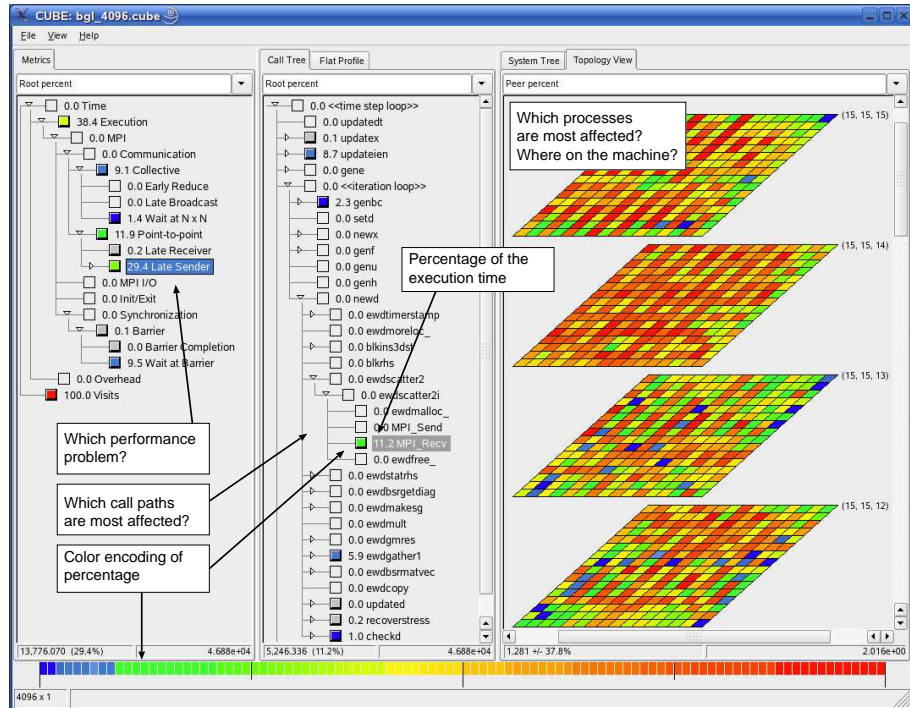 CUBE: bgl_4096.cube
File View Help
Metrics
Root percent
0.0 Time
38.4 Execution
0.0 MPI
0.0 Communication
9.1 Collective
0.0 Early Reduce
0.0 Late Broadcast
1.4 Wait at N x N
11.9 Point-to-point
0.2 Late Receiver
29.4 Late Sender
0.0 MPI I/O
0.0 Init/Exit
0.0 Synchronization
0.1 Barrier
0.0 Barrier Completion
9.5 Wait at Barrier
0.0 Overhead
100.0 Visits
Which performance
problem?
Which call paths
are most affected?
Color encoding of
percentage
13,776.070 (29.4%) 4.688e+04
Call Tree Flat Profile
Root percent
0.0 <<time step loop>>
0.0 updatedt
0.1 updatex
8.7 updateien
0.0 gene
0.0 <<iteration loop>>
2.3 genbc
0.0 setd
0.0 newx
0.0 genf
0.0 genu
0.0 genh
0.0 newd
0.0 ewdtimerstamp
0.0 ewdmoreloc_
0.0 blkins3dst
0.0 blkrhs
0.0 ewdscatter2
0.0 ewdscatter2i
0.0 ewdmalloc_
0.0 MPI_Send
11.2 MPI_Recv
0.0 ewdfree_
0.0 ewdstatrhs
0.0 ewdbsrgetdiag
0.0 ewdmakesg
0.0 ewdgmres
0.0 ewdmult
5.9 ewdgather1
0.0 ewdbsrmatvec
0.0 ewdcopy
0.0 updated
0.2 recoverstress
1.0 checkd
Percentage of the
execution time
5,246.336 (11.2%) 4.688e+04
System Tree Topology View
Peer percent
Which processes
are most affected?
Where on the machine?
(15, 15, 15)
(15, 15, 14)
(15, 15, 13)
(15, 15, 12)
1.281 +/- 37.8% 2.016e+00
4096 x 1